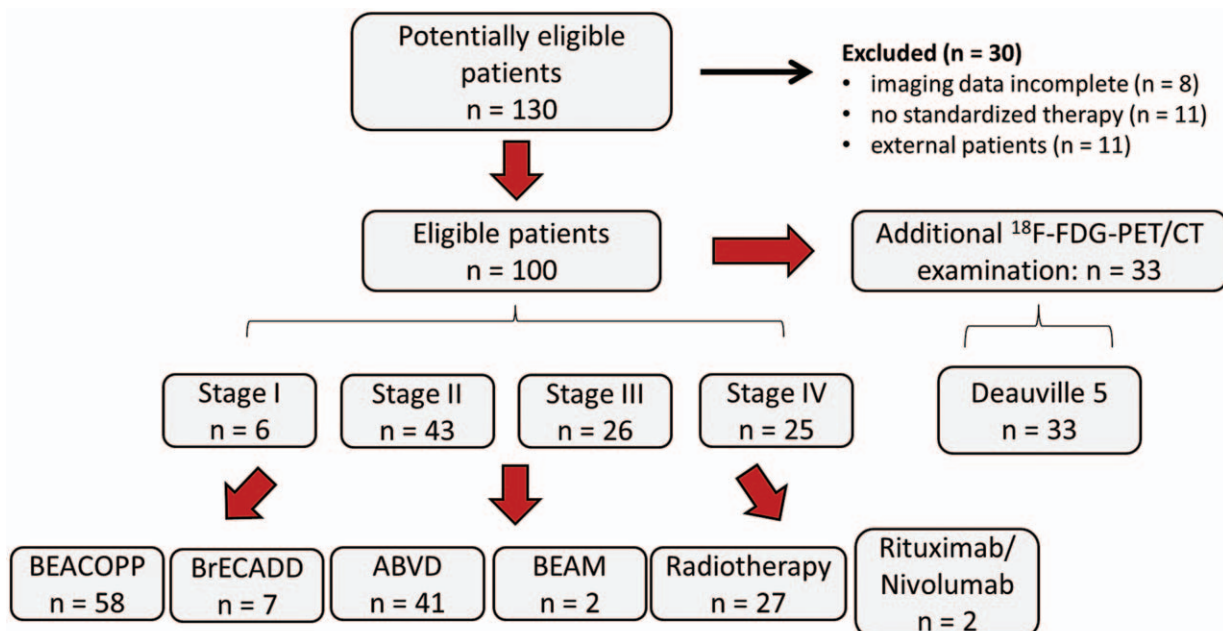 Potentially eligible
patients
n = 130
Excluded (n = 30)
• imaging data incomplete (n = 8)
• no standardized therapy (n = 11)
• external patients (n = 11)
Eligible patients
n = 100
Additional ¹⁸F-FDG-PET/CT
examination: n = 33
Stage I
n = 6
Stage II
n = 43
Stage III
n = 26
Stage IV
n = 25
Deauville 5
n = 33
BEACOPP
n = 58
BrECADD
n = 7
ABVD
n = 41
BEAM
n = 2
Radiotherapy
n = 27
Rituximab/
Nivolumab
n = 2